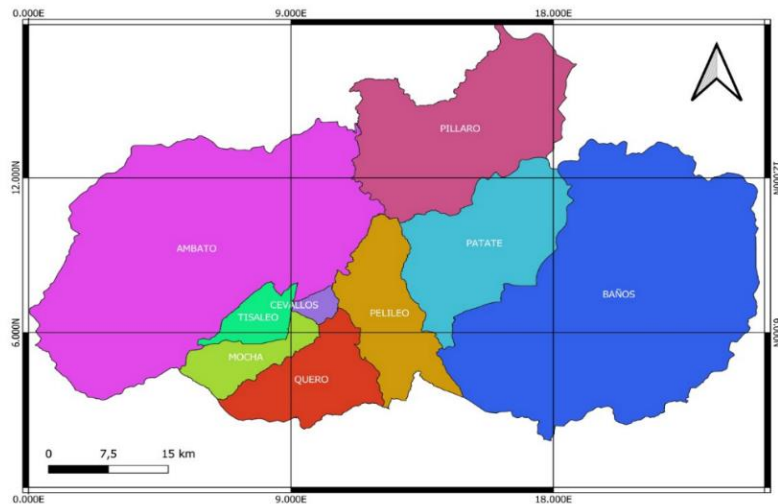 9.000E 18.000E
PILLARO
12.000N 12.000N
AMBATO PATATE
BAÑOS
CEVALLOS
TISALEO PELILEO
6.000N 6.000N
MOCHA
QUERO
0 7,5 15 km
0.000E 9.000E 18.000E
0.000E